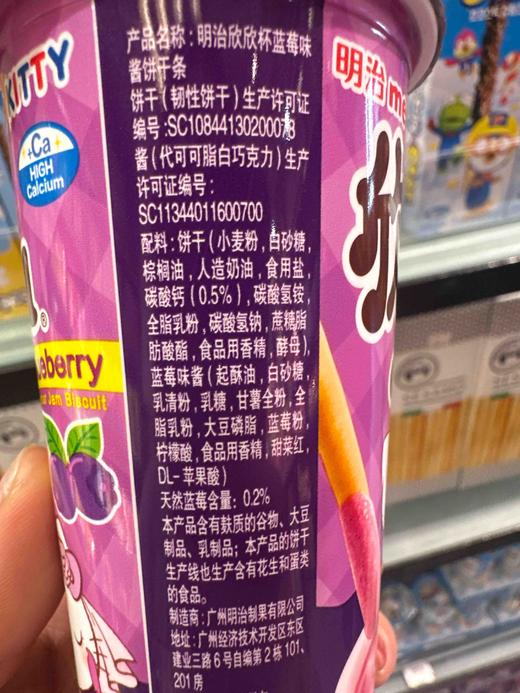 KITTY
+Ca
HIGH
Calcium
Biscuit
产品名称:明治欣欣杯蓝莓味
酱饼干条
饼干(韧性饼干)生产许可证
编号:SC10844130200078
酱(代可可脂白巧克力)生产
许可证编号:
SC11344011600700
配料:饼干(小麦粉,白砂糖,
棕榈油,人造奶油,食用盐,
碳酸钙(0.5%),碳酸氢铵,
全脂乳粉,碳酸氢钠,蔗糖脂
肪酸酯,食品用香精,酵母),
蓝莓味酱(起酥油,白砂糖,
乳清粉,乳糖,甘薯全粉,全
脂乳粉,大豆磷脂,蓝莓粉,
柠檬酸,食品用香精,甜菜红,
DL-苹果酸)
天然蓝莓含量:0.2%
本产品含有麸质的谷物、大豆
制品、乳制品;本产品的饼干
生产线也生产含有花生和蛋类
的食品。
制造商:广州明治制果有限公司
地址:广州经济技术开发区东区
建业三路6号自编第2栋101,
201房
明治me